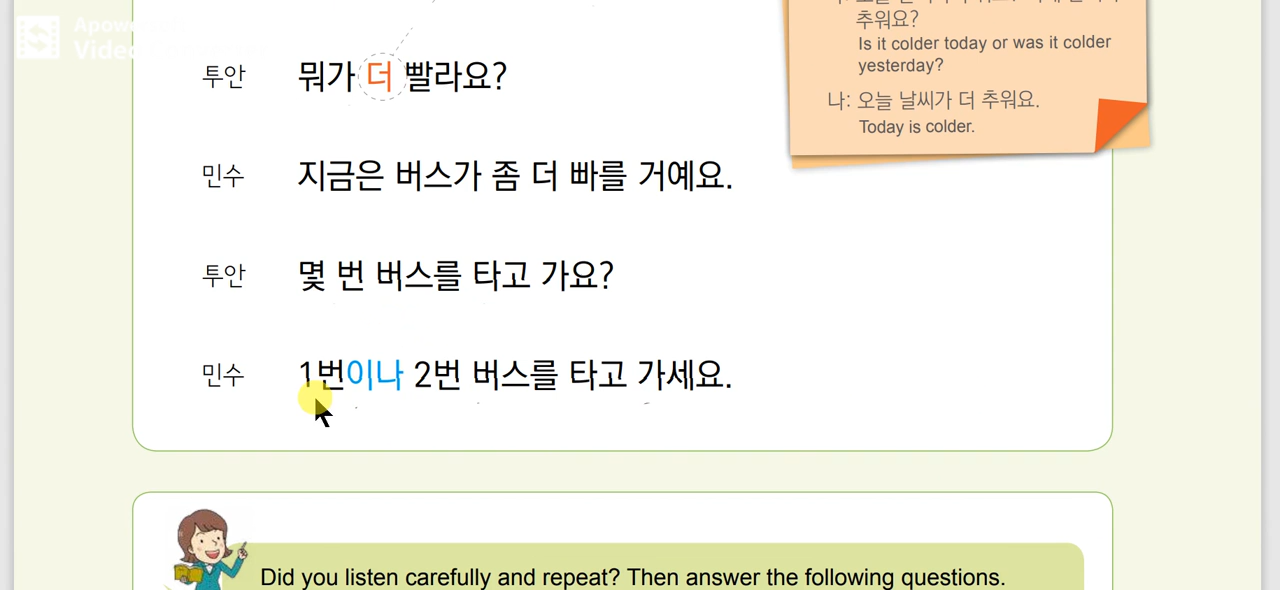 Apowersoft
투안 뭐가 더 빨라요?
민수 지금은 버스가 좀 더 빠를 거예요.
투안 몇 번 버스를 타고 가요?
민수 1번이나 2번 버스를 타고 가세요.
추워요?
Is it colder today or was it colder
yesterday?
나: 오늘 날씨가 더 추워요.
Today is colder.
Did you listen carefully and repeat? Then answer the following questions.